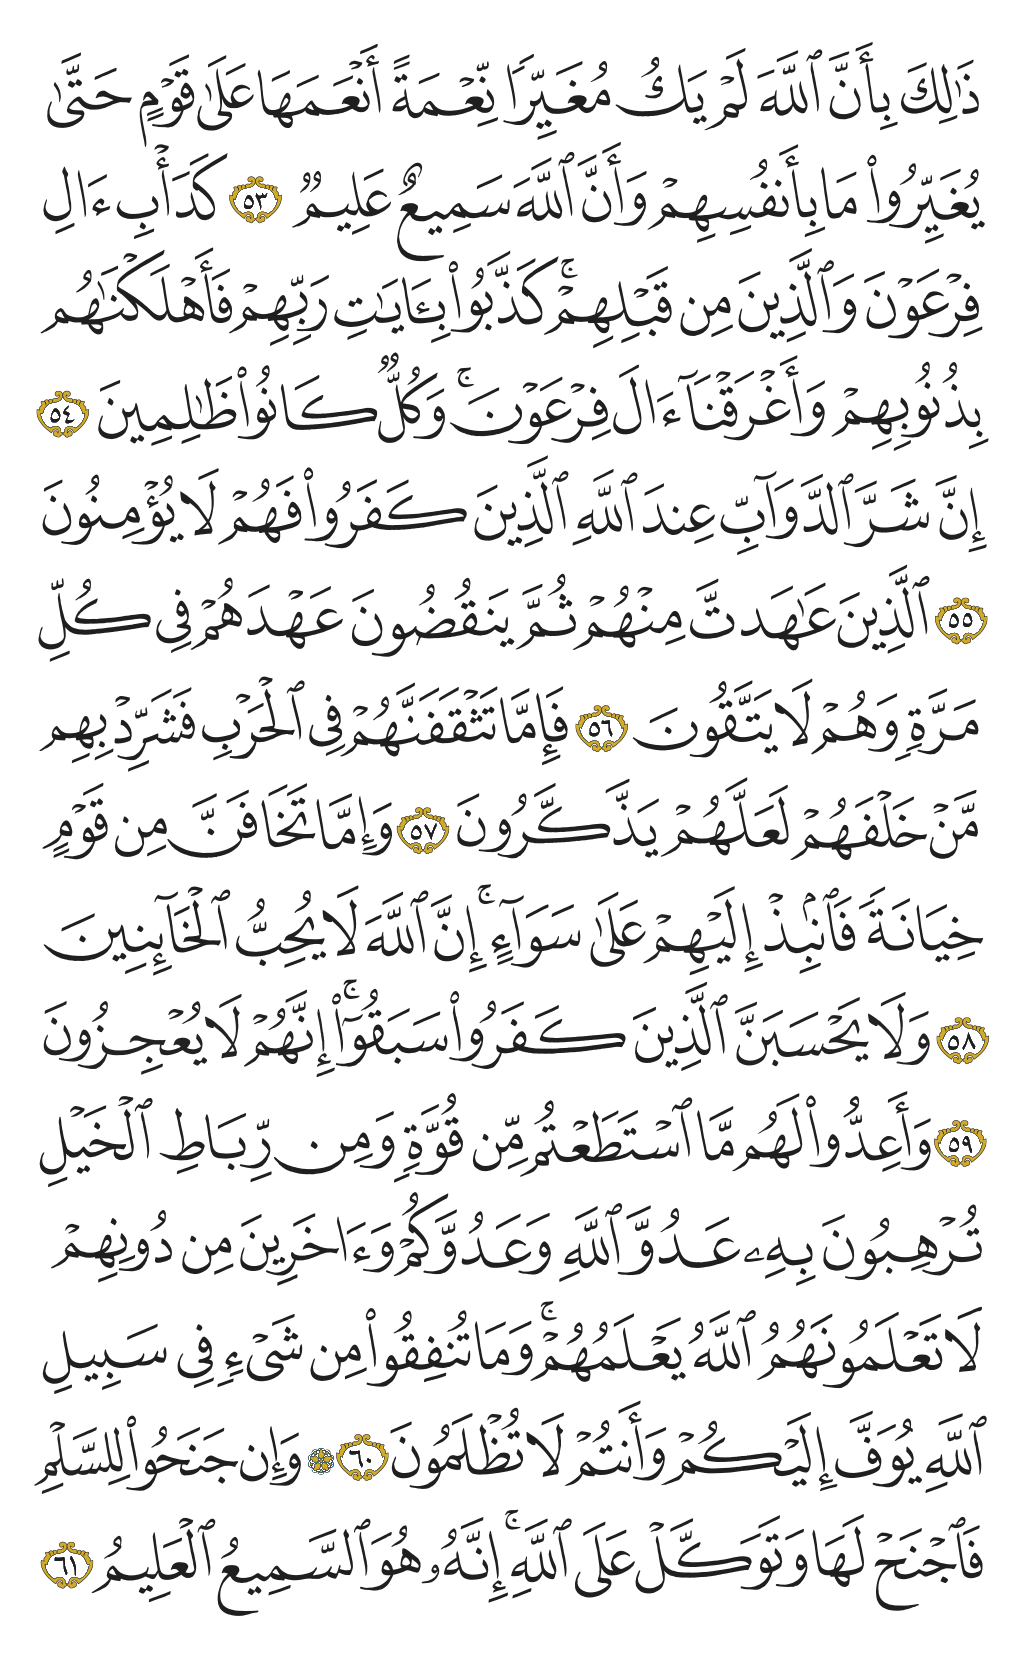 ذَٰلِكَ بِأَنَّ ٱللَّهَ لَمْ يَكُ مُغَيِّرًا نِّعْمَةً أَنْعَمَهَا عَلَىٰ قَوْمٍ حَتَّىٰ
يُغَيِّرُوا۟ مَا بِأَنفُسِهِمْ وَأَنَّ ٱللَّهَ سَمِيعٌ عَلِيمٌ ٥٣ كَدَأْبِ ءَالِ
فِرْعَوْنَ وَٱلَّذِينَ مِن قَبْلِهِمْ ۚ كَذَّبُوا۟ بِـَٔايَـٰتِ رَبِّهِمْ فَأَهْلَكْنَـٰهُم
بِذُنُوبِهِمْ وَأَغْرَقْنَآ ءَالَ فِرْعَوْنَ ۚ وَكُلٌّ كَانُوا۟ ظَـٰلِمِينَ ٥٤
إِنَّ شَرَّ ٱلدَّوَآبِّ عِندَ ٱللَّهِ ٱلَّذِينَ كَفَرُوا۟ فَهُمْ لَا يُؤْمِنُونَ
٥٥ ٱلَّذِينَ عَـٰهَدتَّ مِنْهُمْ ثُمَّ يَنقُضُونَ عَهْدَهُمْ فِى كُلِّ
مَرَّةٍ وَهُمْ لَا يَتَّقُونَ ٥٦ فَإِمَّا تَثْقَفَنَّهُمْ فِى ٱلْحَرْبِ فَشَرِّدْ بِهِم
مَّنْ خَلْفَهُمْ لَعَلَّهُمْ يَذَّكَّرُونَ ٥٧ وَإِمَّا تَخَافَنَّ مِن قَوْمٍ
خِيَانَةً فَٱنۢبِذْ إِلَيْهِمْ عَلَىٰ سَوَآءٍ ۚ إِنَّ ٱللَّهَ لَا يُحِبُّ ٱلْخَآئِنِينَ
٥٨ وَلَا يَحْسَبَنَّ ٱلَّذِينَ كَفَرُوا۟ سَبَقُوٓا۟ ۚ إِنَّهُمْ لَا يُعْجِزُونَ
٥٩ وَأَعِدُّوا۟ لَهُم مَّا ٱسْتَطَعْتُم مِّن قُوَّةٍ وَمِن رِّبَاطِ ٱلْخَيْلِ
تُرْهِبُونَ بِهِۦ عَدُوَّ ٱللَّهِ وَعَدُوَّكُمْ وَءَاخَرِينَ مِن دُونِهِمْ
لَا تَعْلَمُونَهُمُ ٱللَّهُ يَعْلَمُهُمْ ۚ وَمَا تُنفِقُوا۟ مِن شَىْءٍ فِى سَبِيلِ
ٱللَّهِ يُوَفَّ إِلَيْكُمْ وَأَنتُمْ لَا تُظْلَمُونَ ٦٠ ۞ وَإِن جَنَحُوا۟ لِلسَّلْمِ
فَٱجْنَحْ لَهَا وَتَوَكَّلْ عَلَى ٱللَّهِ ۚ إِنَّهُۥ هُوَ ٱلسَّمِيعُ ٱلْعَلِيمُ ٦١